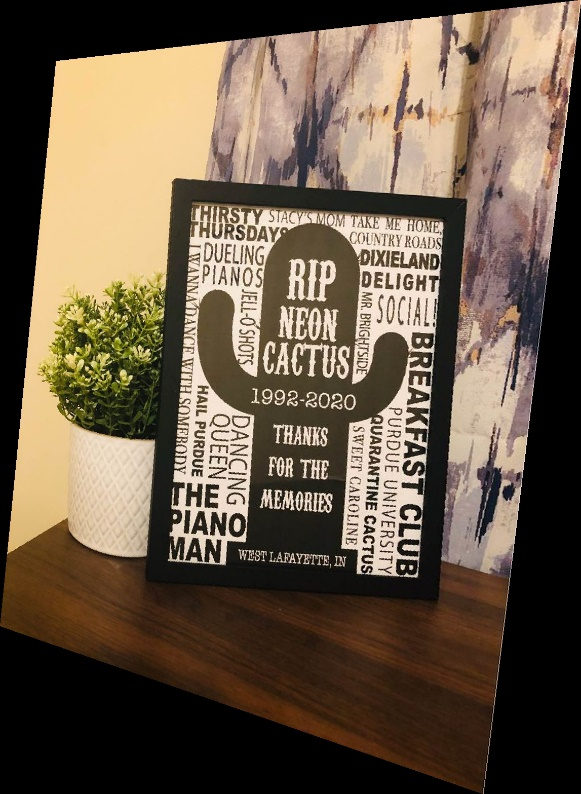 THIRSTY
THURSDAYS
STACY'S MOM
TAKE ME HOME,
COUNTRY ROADS
DUELING
PIANOS
DIXIELAND
DELIGHT
WANNA DANCE WITH SOMEBODY
JELL-O SHOTS
MR. BRIGHTSIDE
SOCIAL!
RIP
NEON
CACTUS
1992-2020
THANKS
FOR THE
MEMORIES
HAIL PURDUE
DANCING
QUEEN
THE
PIANO
MAN
SWEET CAROLINE
QUARANTINE CACTUS
PURDUE UNIVERSITY
BREAKFAST CLUB
WEST LAFAYETTE, IN